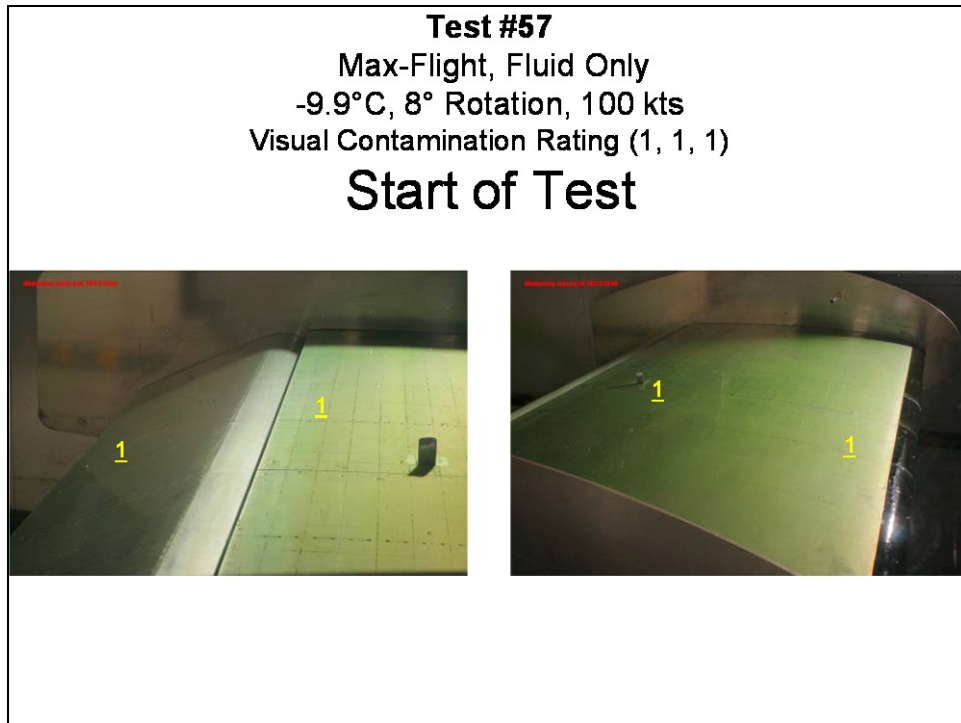 Test #57
Max-Flight, Fluid Only
-9.9°C, 8° Rotation, 100 kts
Visual Contamination Rating (1, 1, 1)
Start of Test
1
1
1
1